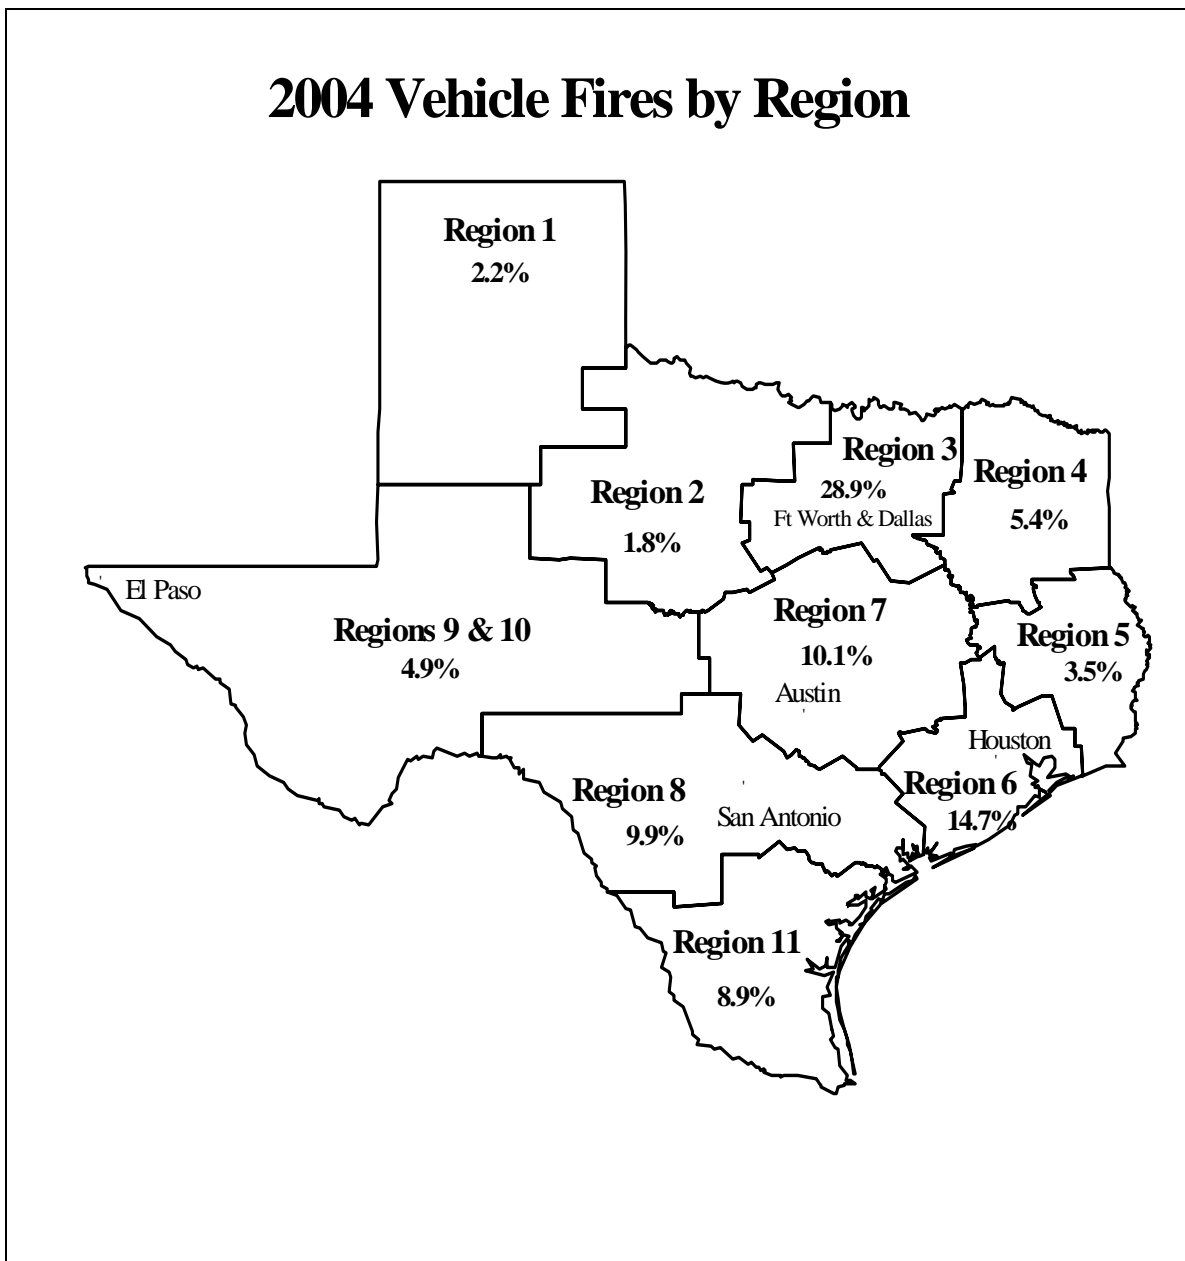 2004 Vehicle Fires by Region
Region 1
2.2%
Region 3
28.9%
Ft Worth & Dallas
Region 4
5.4%
Region 2
1.8%
El Paso
Regions 9 & 10
4.9%
Region 7
10.1%
Austin
Region 5
3.5%
Houston
Region 6
14.7%
Region 8
9.9%
San Antonio
Region 11
8.9%